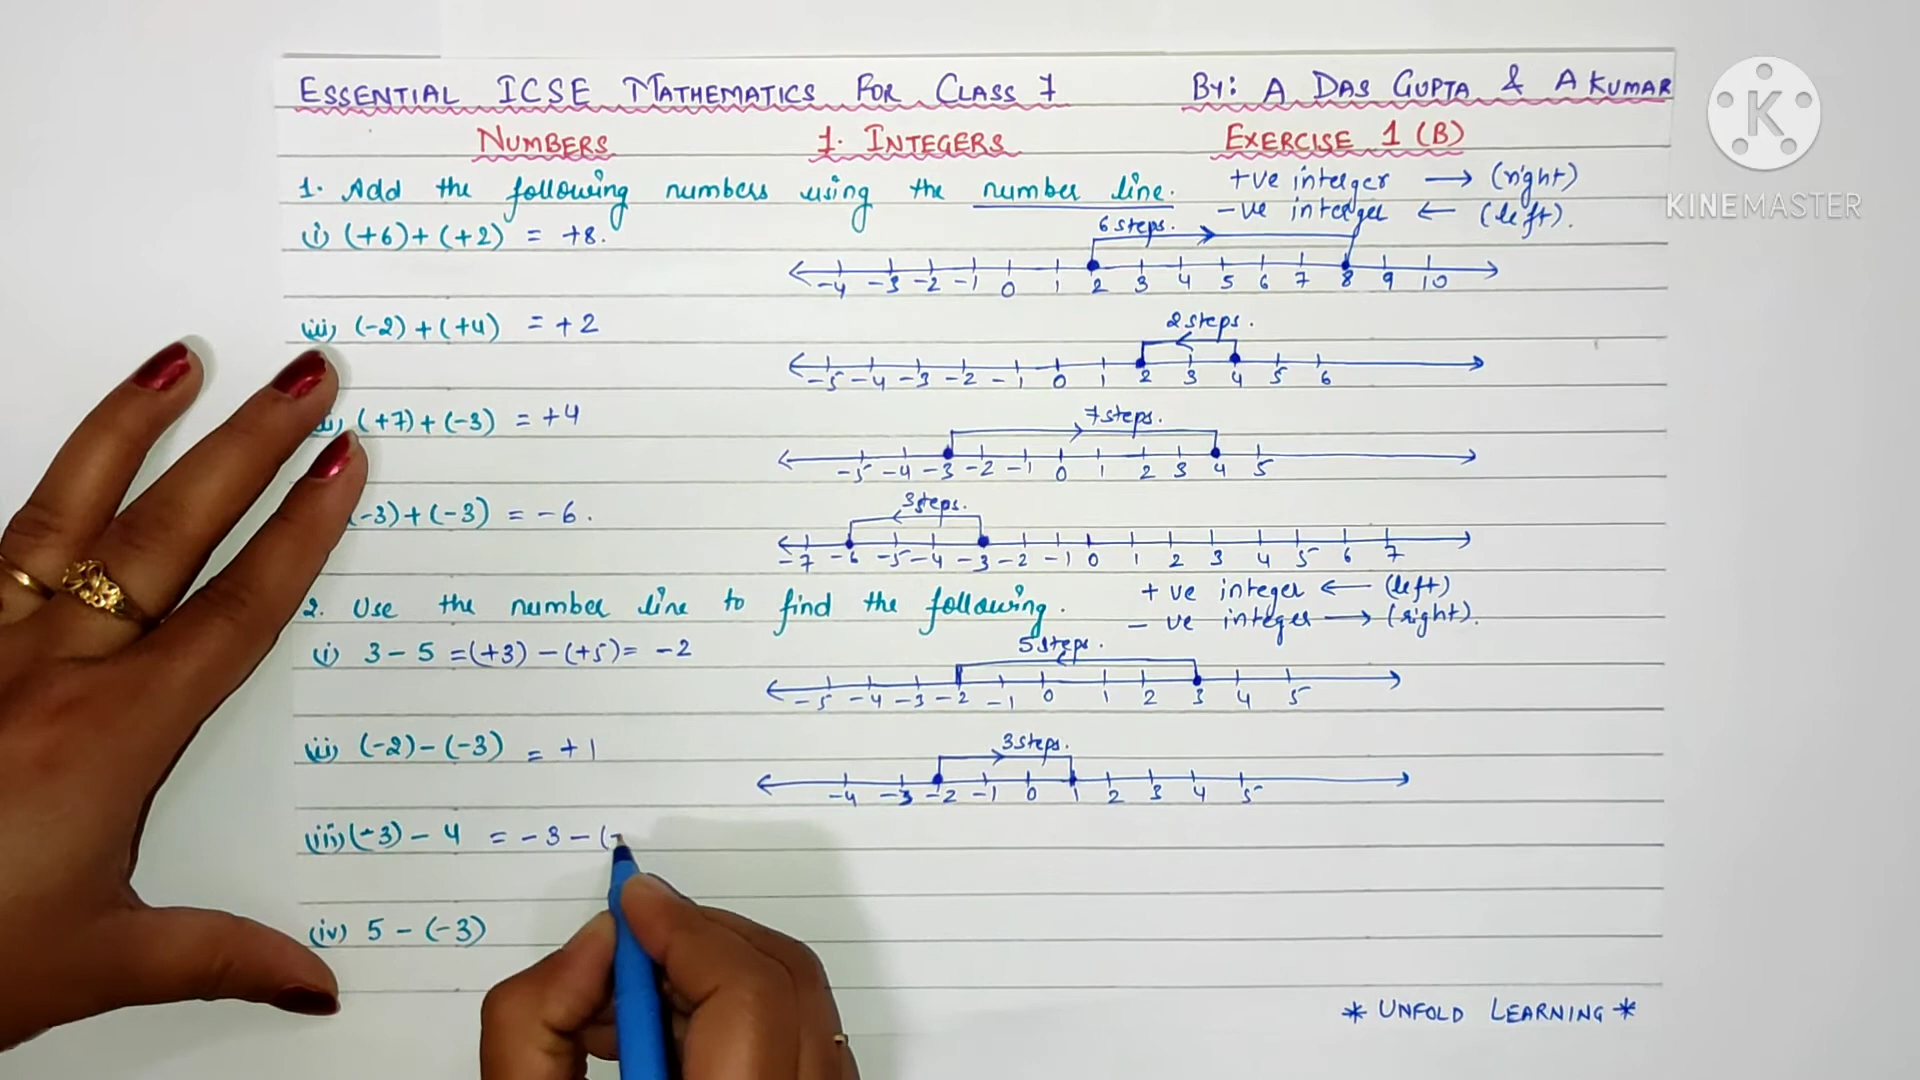 ESSENTIAL ICSE MATHEMATICS FOR CLASS 7 BY: A DAS GUPTA & A KUMAR
K
KINEMASTER
NUMBERS 1. INTEGERS EXERCISE 1 (B)
1. Add the following numbers using the number line. +ve interger → (right)
-ve integer ← (left).
(i) (+6)+(+2) = +8. 6 steps.
-4 -3 -2 -1 0 1 2 3 4 5 6 7 8 9 10
(ii) (-2)+(+4) = +2 2 steps.
-5 -4 -3 -2 -1 0 1 2 3 4 5 6
(+7)+(-3) = +4 7 steps.
-5 -4 -3 -2 -1 0 1 2 3 4 5
-3)+(-3) = -6. 3 steps.
-7 -6 -5 -4 -3 -2 -1 0 1 2 3 4 5 6 7
2. Use the number line to find the following. + ve integer ← (left)
- ve integer → (right).
(i) 3 - 5 = (+3) - (+5) = -2 5 steps.
-5 -4 -3 -2 -1 0 1 2 3 4 5
(ii) (-2) - (-3) = +1 3 steps.
-4 -3 -2 -1 0 1 2 3 4 5
(iii) (-3) - 4 = -3 - (
(iv) 5 - (-3)
* UNFOLD LEARNING *